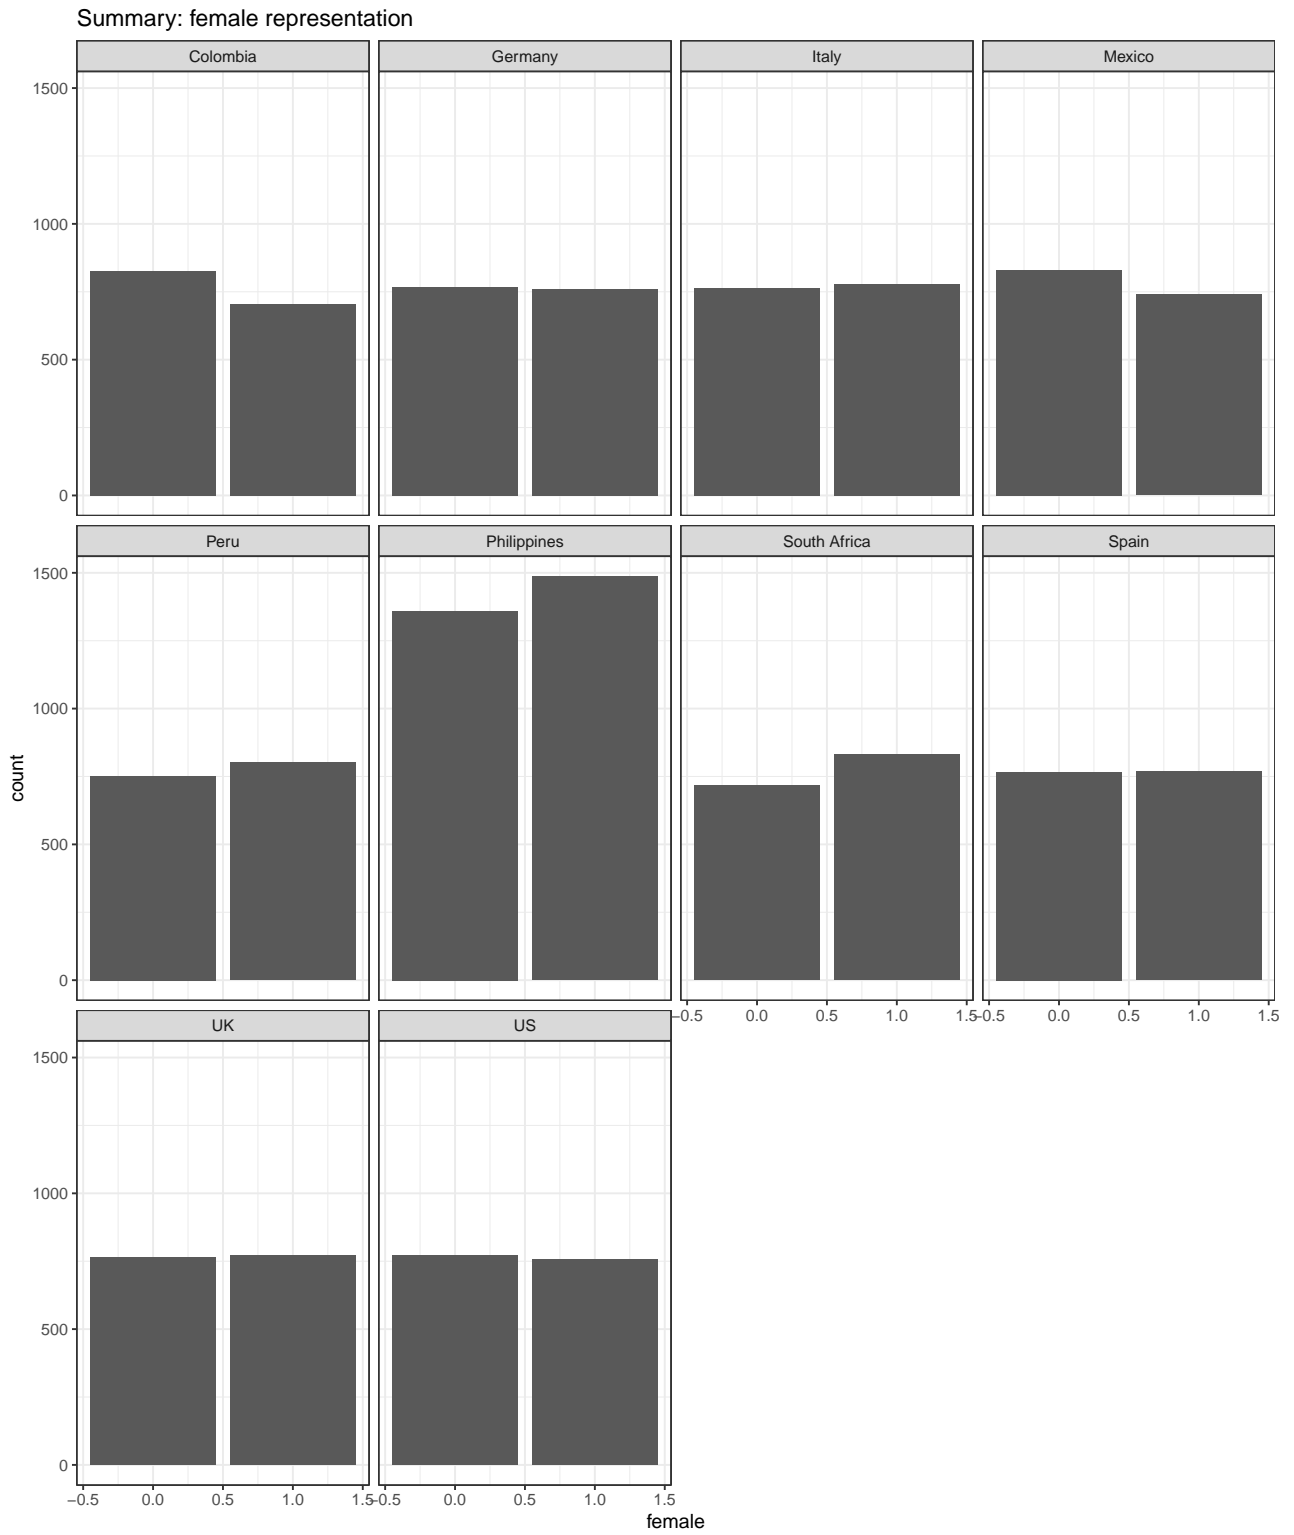 Summary: female representation
Colombia Germany Italy Mexico
1500
1000
500
0
Peru Philippines South Africa Spain
1500
1000
500
0
−0.5 0.0 0.5 1.0 1.5 −0.5 0.0 0.5 1.0 1.5
UK US
1500
1000
500
0
−0.5 0.0 0.5 1.0 1.5 −0.5 0.0 0.5 1.0 1.5
count
female